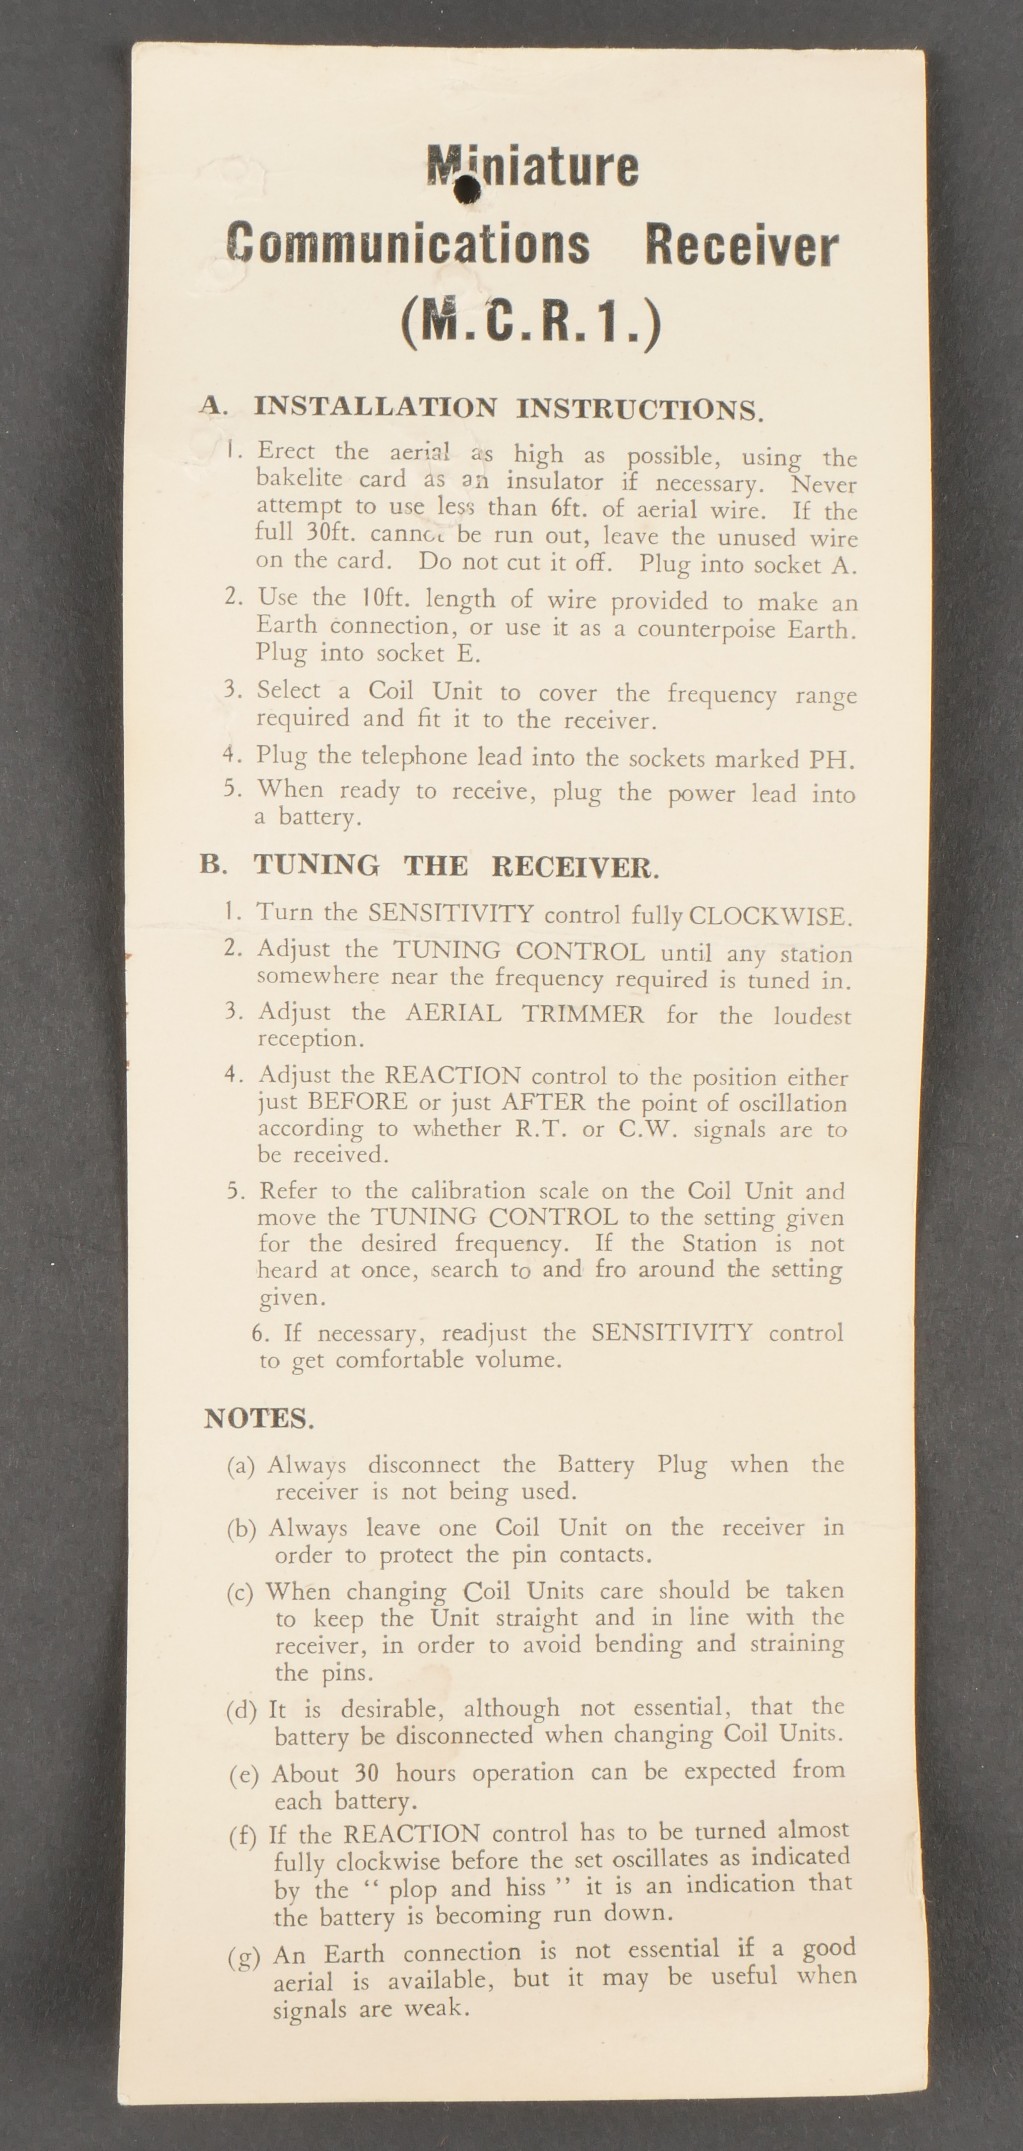 Miniature
Communications Receiver
(M.C.R.1.)
A. INSTALLATION INSTRUCTIONS.
1. Erect the aerial as high as possible, using the
bakelite card as an insulator if necessary. Never
attempt to use less than 6ft. of aerial wire. If the
full 30ft. cannot be run out, leave the unused wire
on the card. Do not cut it off. Plug into socket A.
2. Use the 10ft. length of wire provided to make an
Earth connection, or use it as a counterpoise Earth.
Plug into socket E.
3. Select a Coil Unit to cover the frequency range
required and fit it to the receiver.
4. Plug the telephone lead into the sockets marked PH.
5. When ready to receive, plug the power lead into
a battery.
B. TUNING THE RECEIVER.
1. Turn the SENSITIVITY control fully CLOCKWISE.
2. Adjust the TUNING CONTROL until any station
somewhere near the frequency required is tuned in.
3. Adjust the AERIAL TRIMMER for the loudest
reception.
4. Adjust the REACTION control to the position either
just BEFORE or just AFTER the point of oscillation
according to whether R.T. or C.W. signals are to
be received.
5. Refer to the calibration scale on the Coil Unit and
move the TUNING CONTROL to the setting given
for the desired frequency. If the Station is not
heard at once, search to and fro around the setting
given.
6. If necessary, readjust the SENSITIVITY control
to get comfortable volume.
NOTES.
(a) Always disconnect the Battery Plug when the
receiver is not being used.
(b) Always leave one Coil Unit on the receiver in
order to protect the pin contacts.
(c) When changing Coil Units care should be taken
to keep the Unit straight and in line with the
receiver, in order to avoid bending and straining
the pins.
(d) It is desirable, although not essential, that the
battery be disconnected when changing Coil Units.
(e) About 30 hours operation can be expected from
each battery.
(f) If the REACTION control has to be turned almost
fully clockwise before the set oscillates as indicated
by the “ plop and hiss ” it is an indication that
the battery is becoming run down.
(g) An Earth connection is not essential if a good
aerial is available, but it may be useful when
signals are weak.